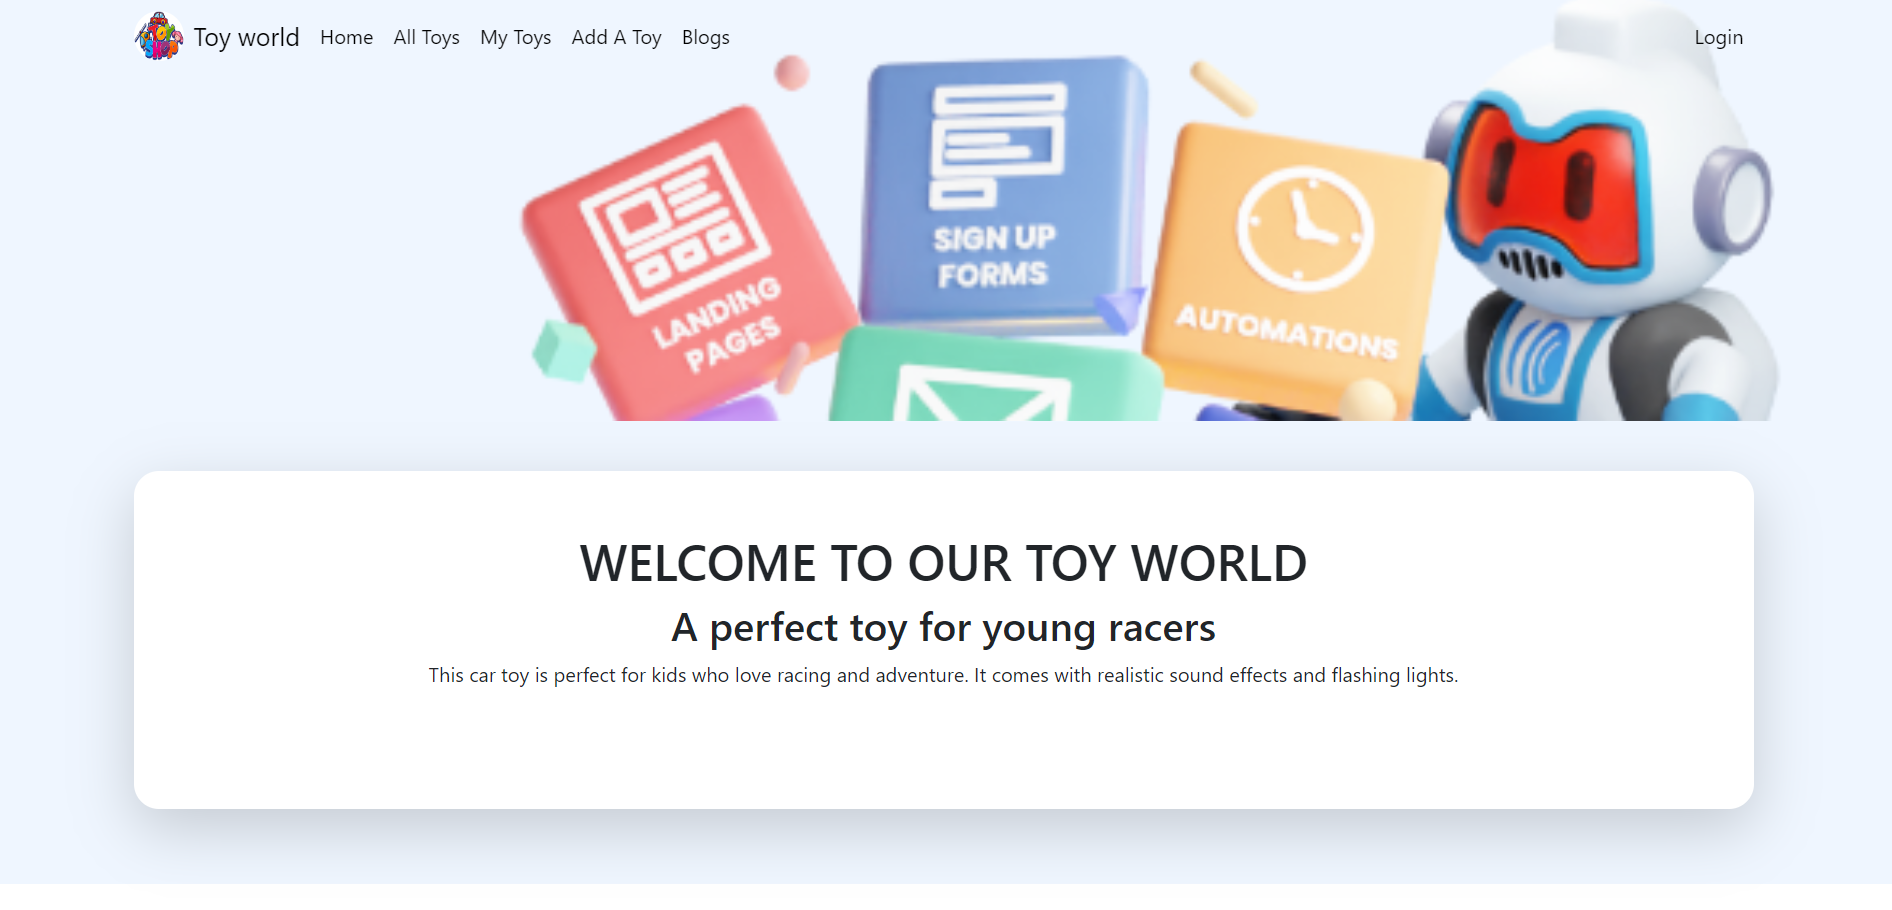 TOY
SHOP
Toy world Home All Toys My Toys Add A Toy Blogs Login
LANDING
PAGES
SIGN UP
FORMS
AUTOMATIONS
WELCOME TO OUR TOY WORLD
A perfect toy for young racers
This car toy is perfect for kids who love racing and adventure. It comes with realistic sound effects and flashing lights.